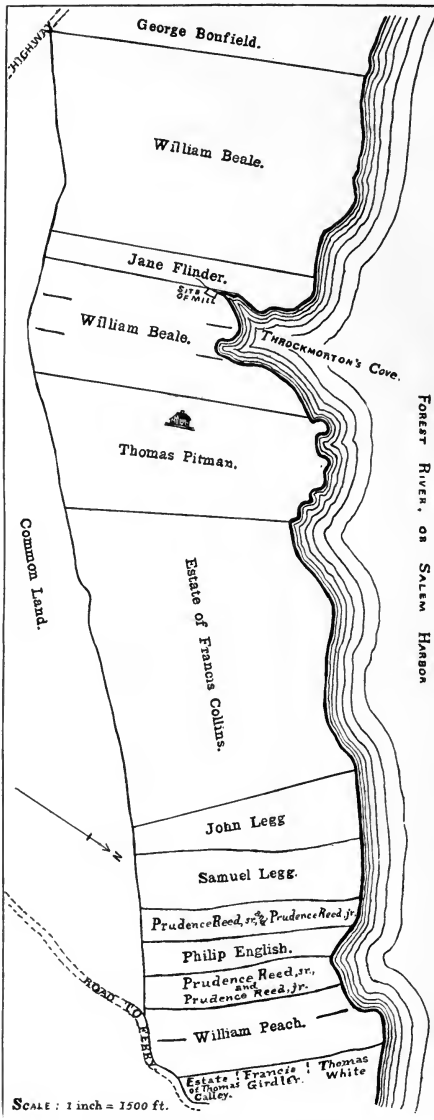 HIGHWAY
George Bonfield.
William Beale.
Jane Flinder.
SITE
OF MILL
William Beale.
THROCKMORTON'S COVE.
Thomas Pitman.
FOREST RIVER, OR SALEM HARBOR
Common Land.
Estate of Francis Collins.
John Legg
N
Samuel Legg.
Prudence Reed, sr., and Prudence Reed, jr.
Philip English.
Prudence Reed, sr.,
and
Prudence Reed, jr.
ROAD TO FERRY
William Peach.
Estate
of Thomas
Calley.
Francis
Girdler.
Thomas
White
SCALE: 1 inch = 1500 ft.